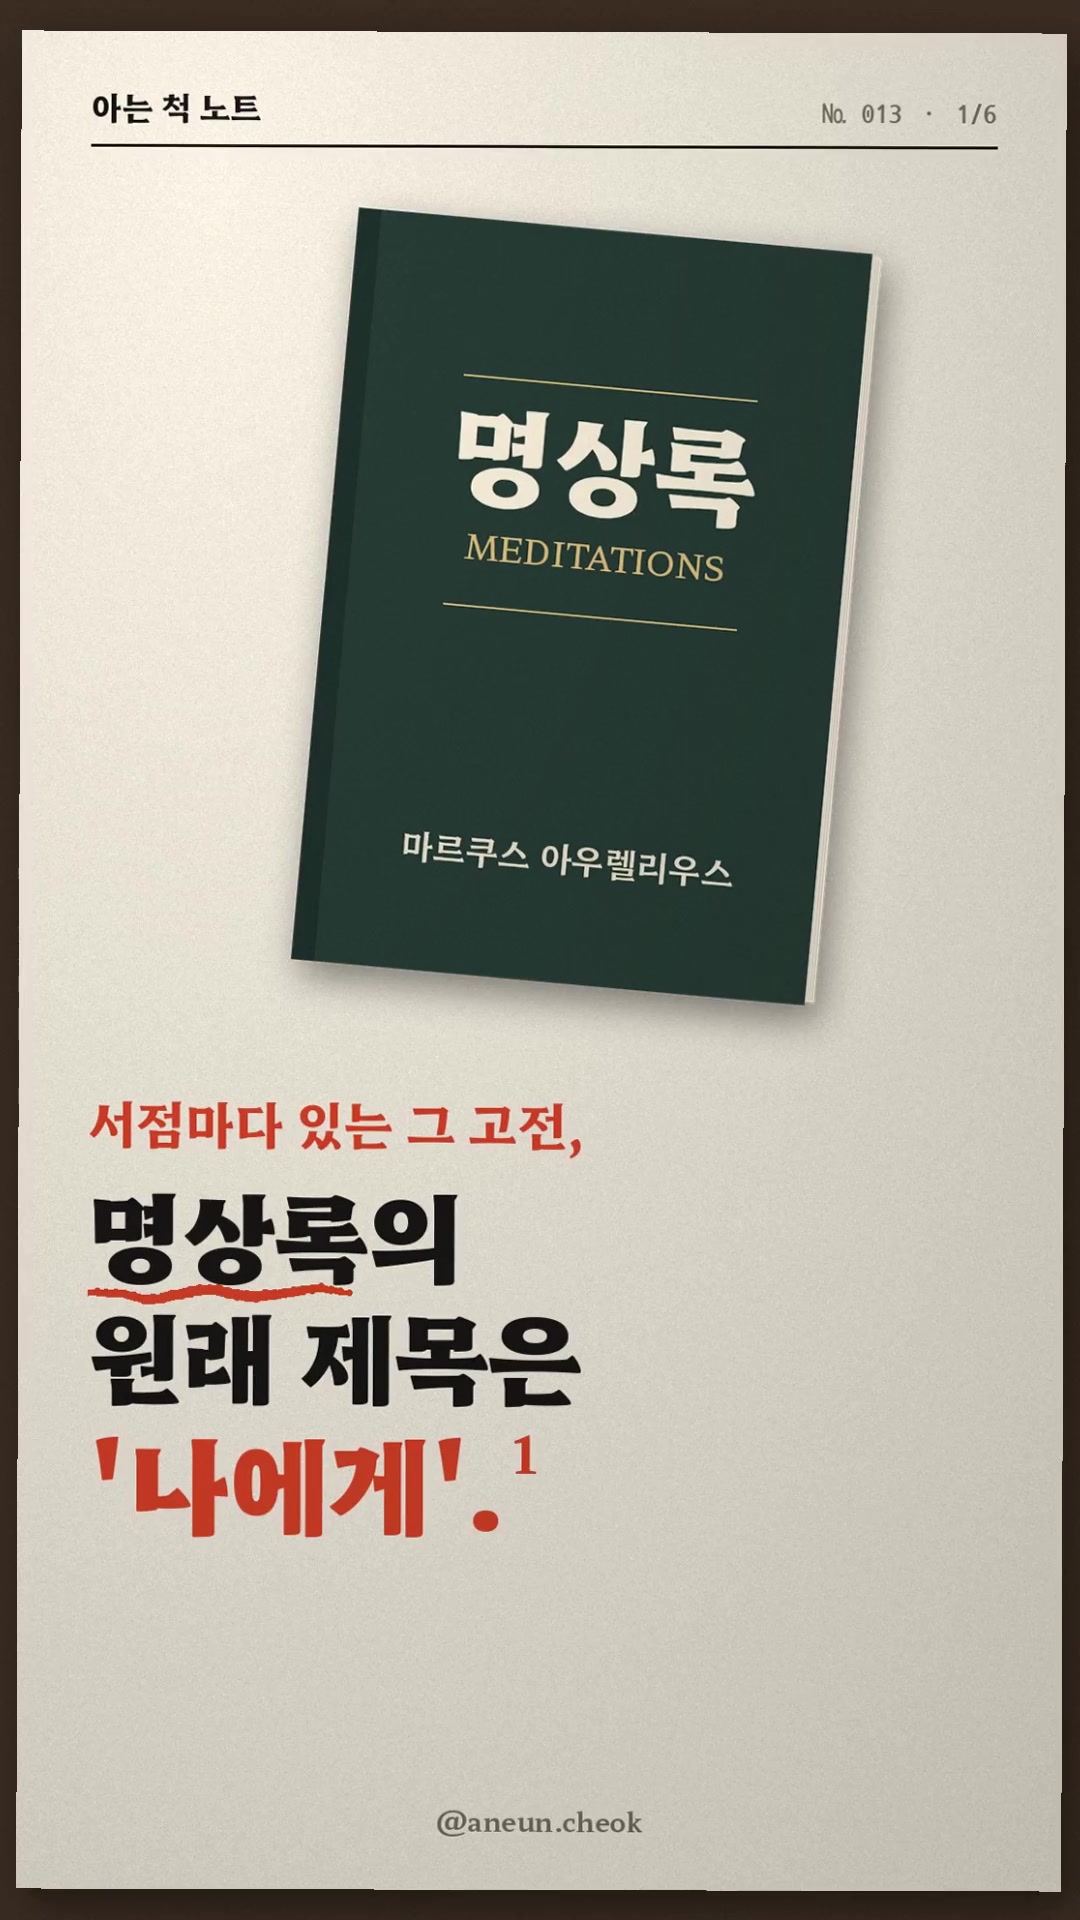 아는 척 노트
№ 013 · 1/6
명상록
MEDITATIONS
마르쿠스 아우렐리우스
서점마다 있는 그 고전,
명상록의
원래 제목은
'나에게'.¹
@aneun.cheok